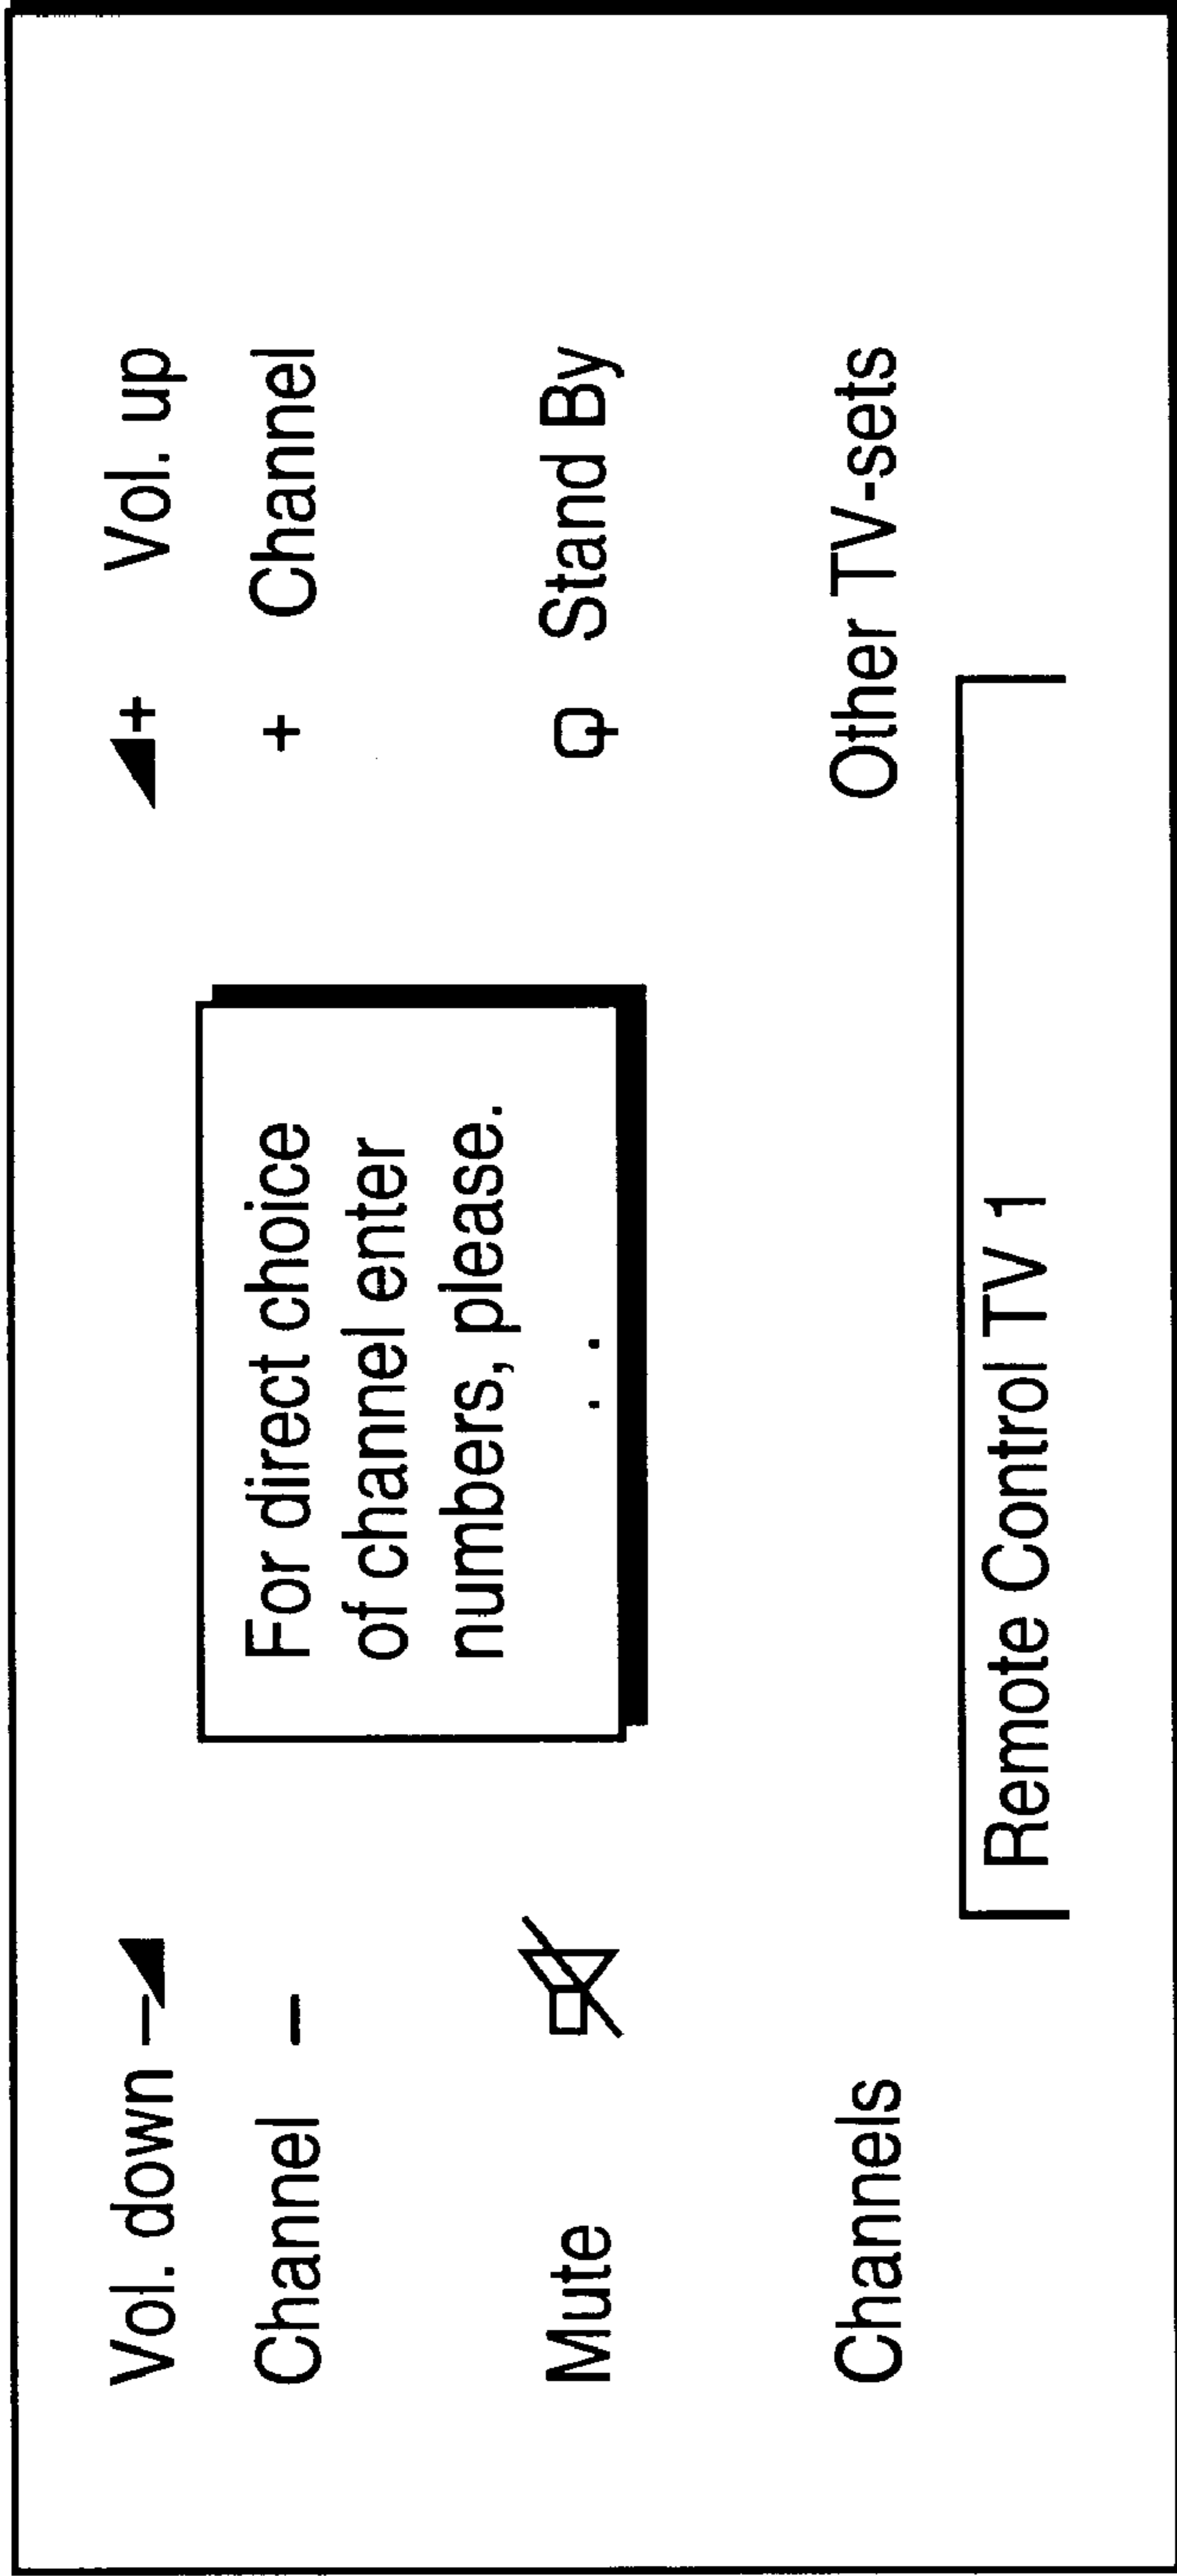 Vol. down – + Vol. up
Channel – + Channel
For direct choice
of channel enter
numbers, please.
. .
Mute Stand By
Channels Other TV-sets
Remote Control TV 1